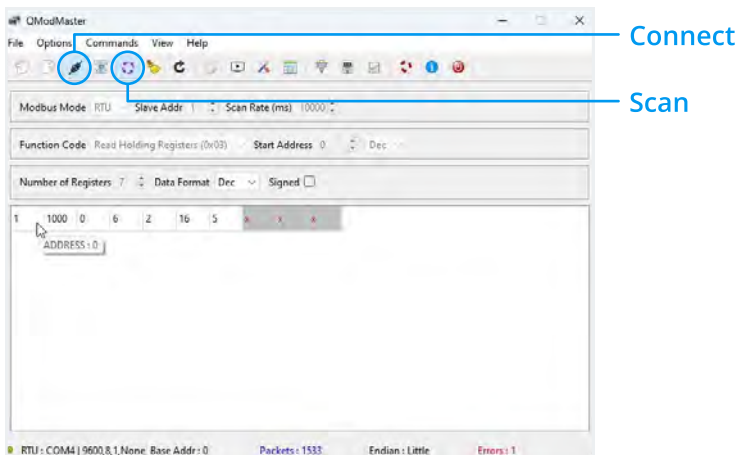 QModMaster
File Options Commands View Help
Connect
Scan
Modbus Mode RTU Slave Addr 1 Scan Rate (ms) 10000
Function Code Read Holding Registers (0x03) Start Address 0 Dec
Number of Registers 7 Data Format Dec Signed
1 1000 0 6 2 16 5 x x x
ADDRESS : 0
RTU : COM4 | 9600,8,1,None Base Addr : 0 Packets : 1533 Endian : Little Errors : 1